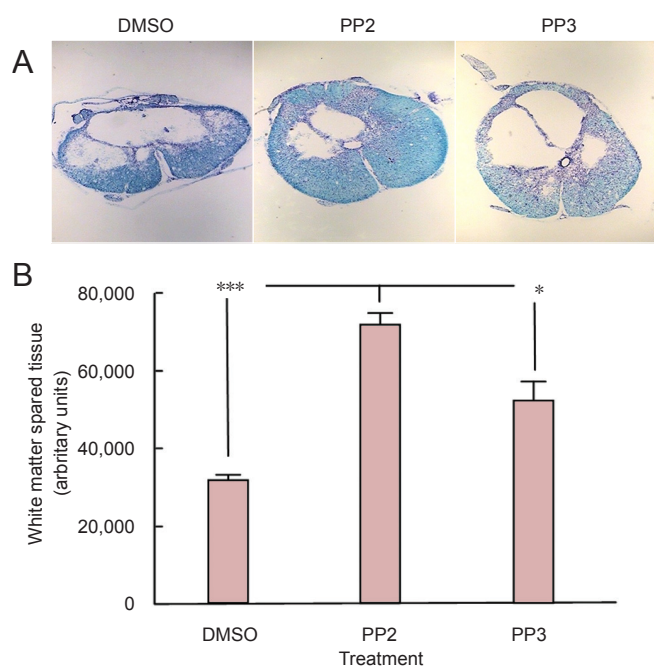 DMSO PP2 PP3
A
B
White matter spared tissue
(arbritary units)
80,000
60,000
40,000
20,000
0
*** *
DMSO PP2 PP3
Treatment